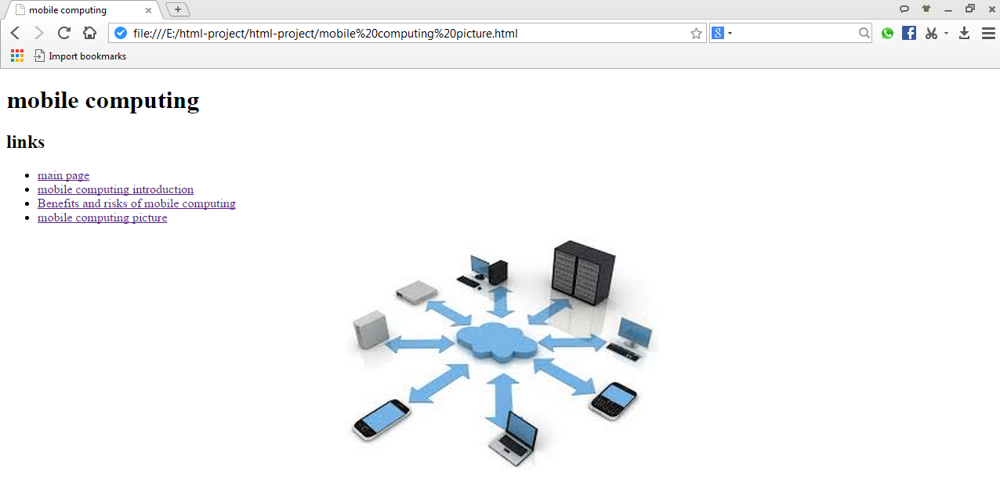 mobile computing
file:///E:/html-project/html-project/mobile%20computing%20picture.html
8
Import bookmarks
mobile computing
links
main page
mobile computing introduction
Benefits and risks of mobile computing
mobile computing picture